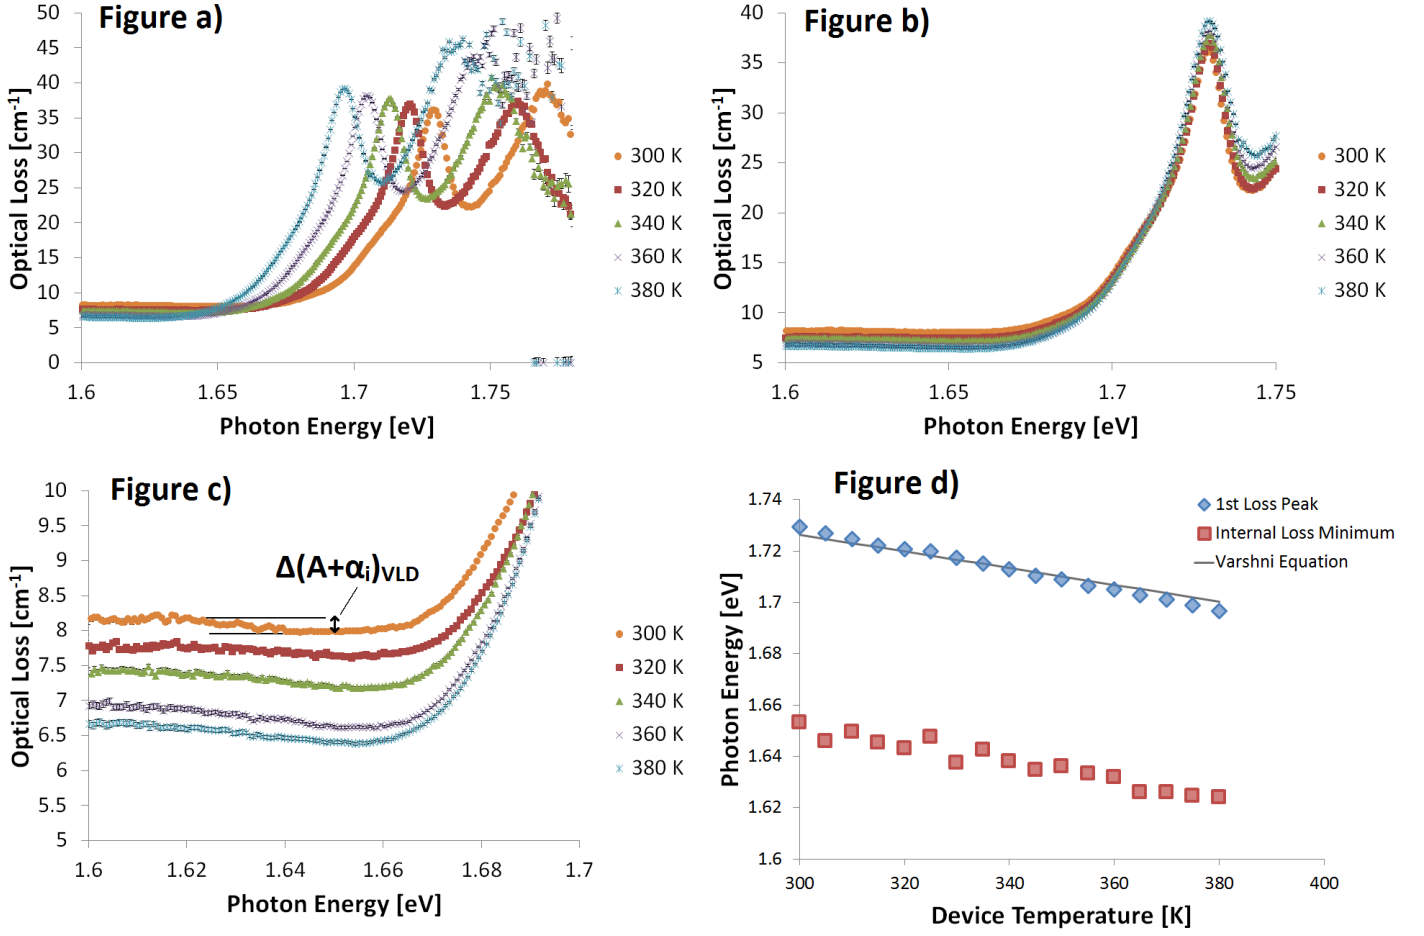 Figure a)
Optical Loss [cm-1]
50
45
40
35
30
25
20
15
10
5
0
1.6
1.65
1.7
1.75
Photon Energy [eV]
300 K
320 K
340 K
360 K
380 K
Figure b)
Optical Loss [cm-1]
40
35
30
25
20
15
10
5
1.6
1.65
1.7
1.75
Photon Energy [eV]
300 K
320 K
340 K
360 K
380 K
Figure c)
Optical Loss [cm-1]
10
9.5
9
8.5
8
7.5
7
6.5
6
5.5
5
Δ(A+αi)VLD
1.6
1.62
1.64
1.66
1.68
1.7
Photon Energy [eV]
300 K
320 K
340 K
360 K
380 K
Figure d)
Photon Energy [eV]
1.74
1.72
1.7
1.68
1.66
1.64
1.62
1.6
1st Loss Peak
Internal Loss Minimum
Varshni Equation
300
320
340
360
380
400
Device Temperature [K]